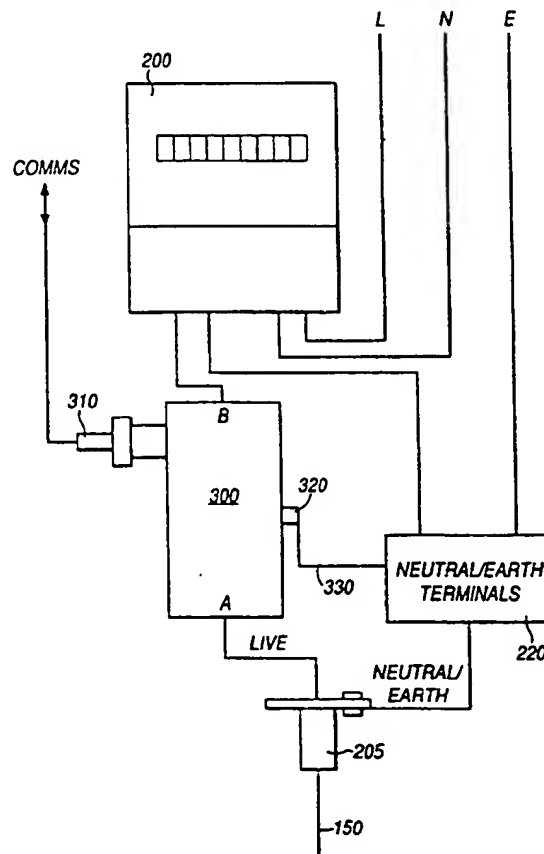 L N E
200
COMMS
310
B
300
320
330
NEUTRAL/EARTH
TERMINALS
220
A
LIVE
NEUTRAL/
EARTH
205
150